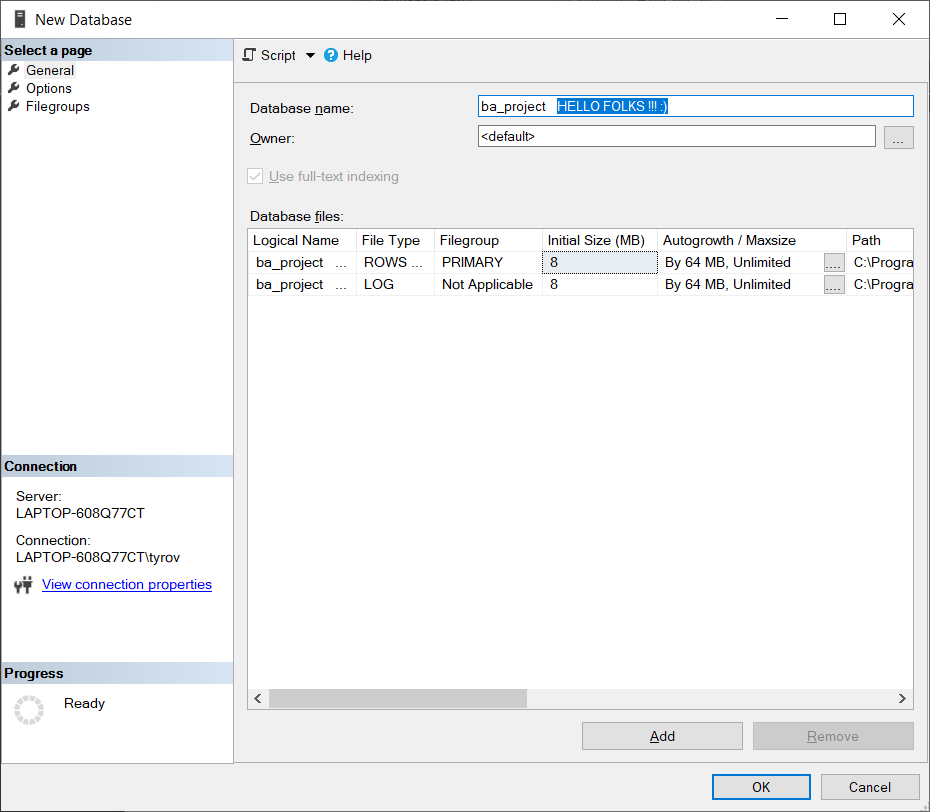 New Database
Select a page
General
Options
Filegroups
Script Help
Database name: ba_project HELLO FOLKS !!! :)
Owner: <default> ...
Use full-text indexing
Database files:
Logical Name File Type Filegroup Initial Size (MB) Autogrowth / Maxsize Path
ba_project ... ROWS ... PRIMARY 8 By 64 MB, Unlimited .... C:\Progra
ba_project ... LOG Not Applicable 8 By 64 MB, Unlimited .... C:\Progra
Connection
Server:
LAPTOP-608Q77CT
Connection:
LAPTOP-608Q77CT\tyrov
View connection properties
Progress
Ready
Add Remove
OK Cancel